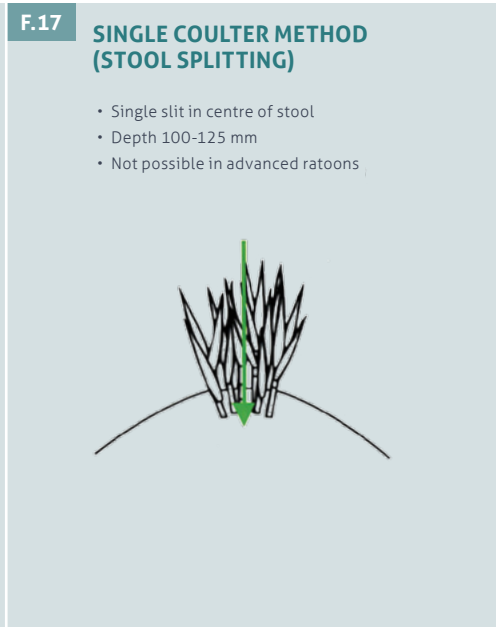 F.17
SINGLE COULTER METHOD
(STOOL SPLITTING)
• Single slit in centre of stool
• Depth 100-125 mm
• Not possible in advanced ratoons